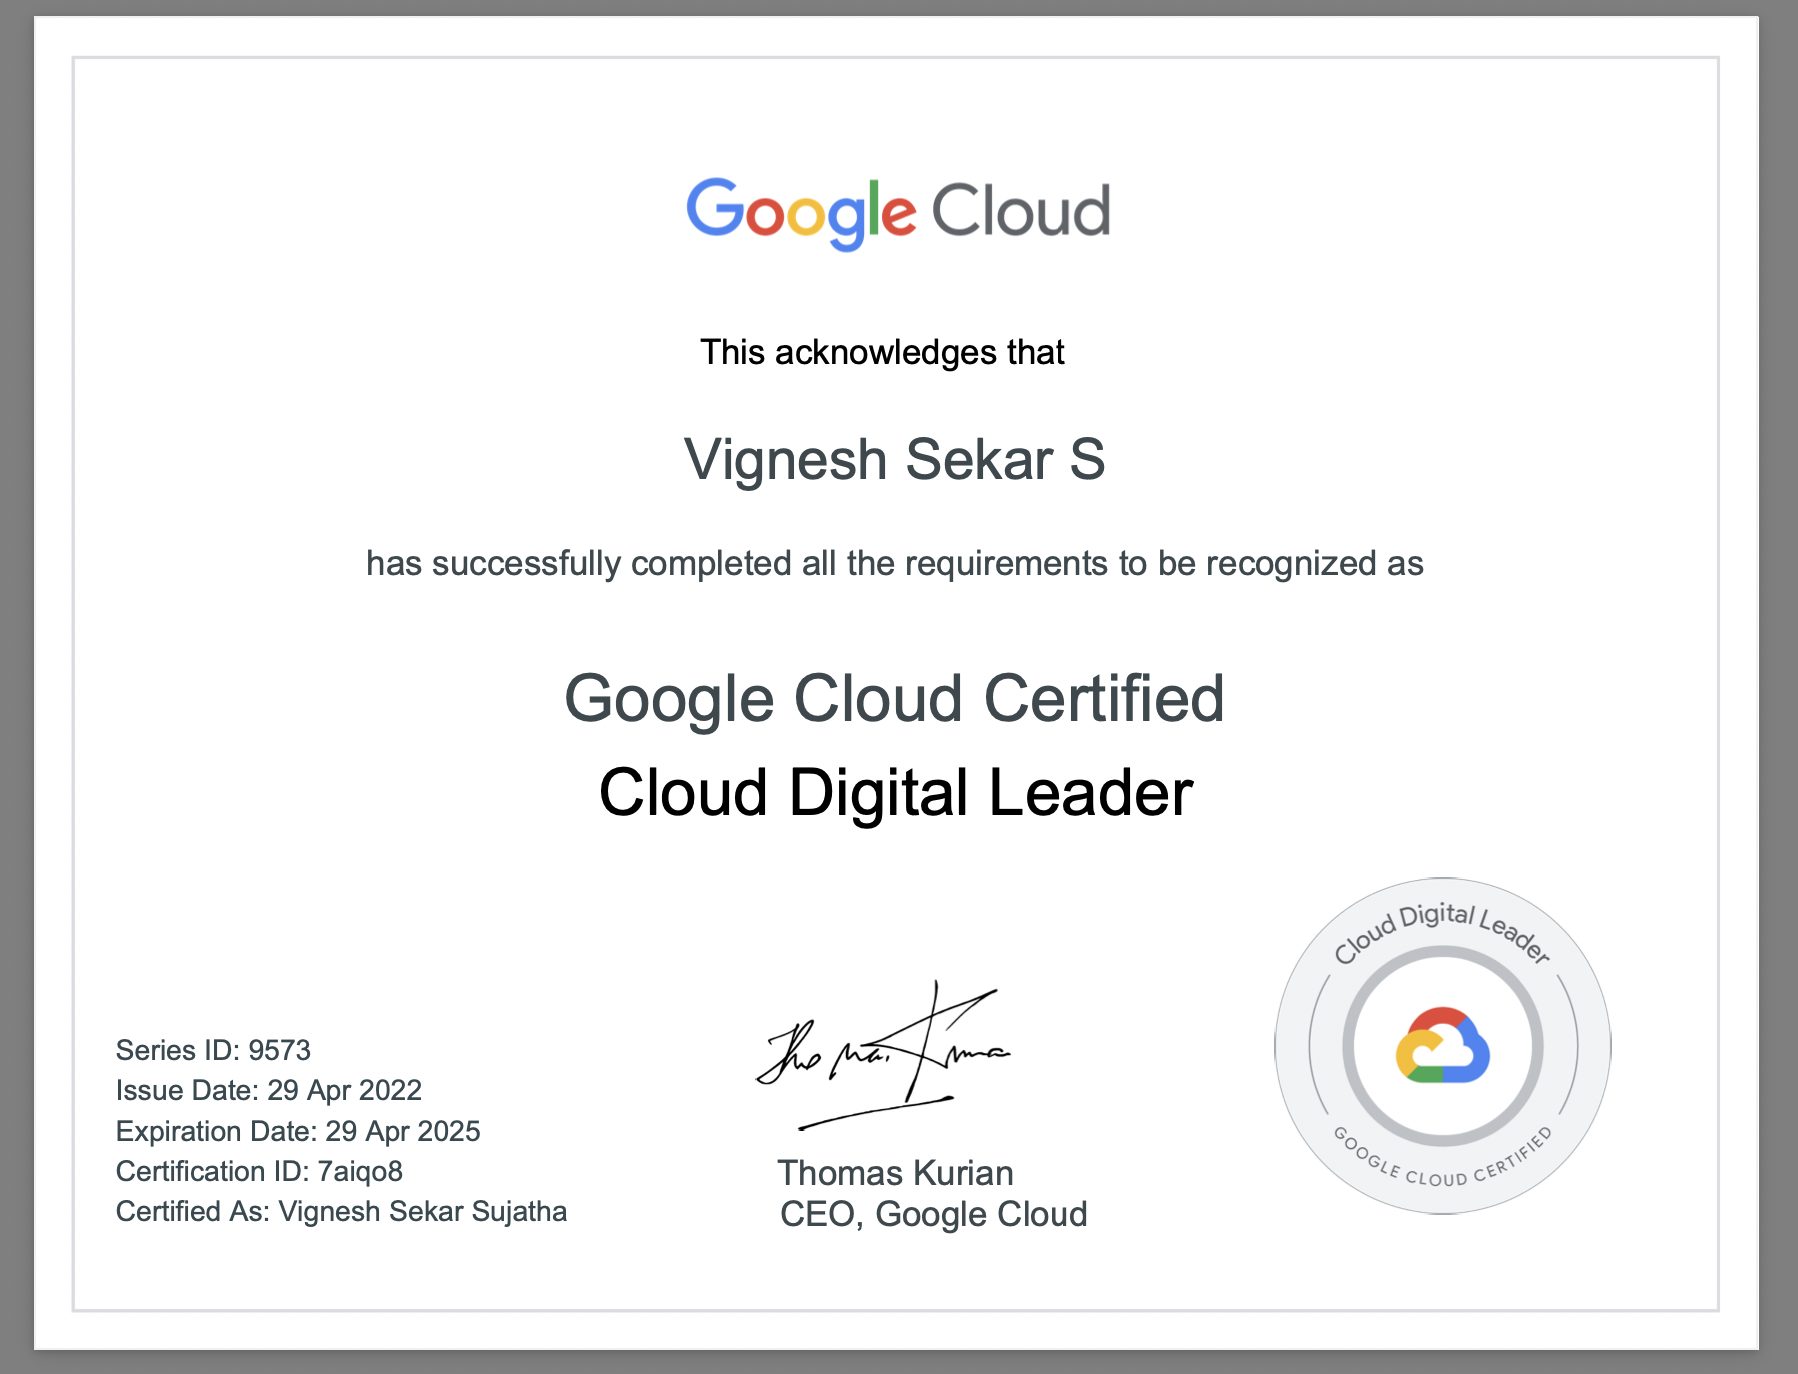 Google Cloud
This acknowledges that
Vignesh Sekar S
has successfully completed all the requirements to be recognized as
Google Cloud Certified
Cloud Digital Leader
Series ID: 9573
Issue Date: 29 Apr 2022
Expiration Date: 29 Apr 2025
Certification ID: 7aiqo8
Certified As: Vignesh Sekar Sujatha
Thomas Kurian
Thomas Kurian
CEO, Google Cloud
Cloud Digital Leader
GOOGLE CLOUD CERTIFIED